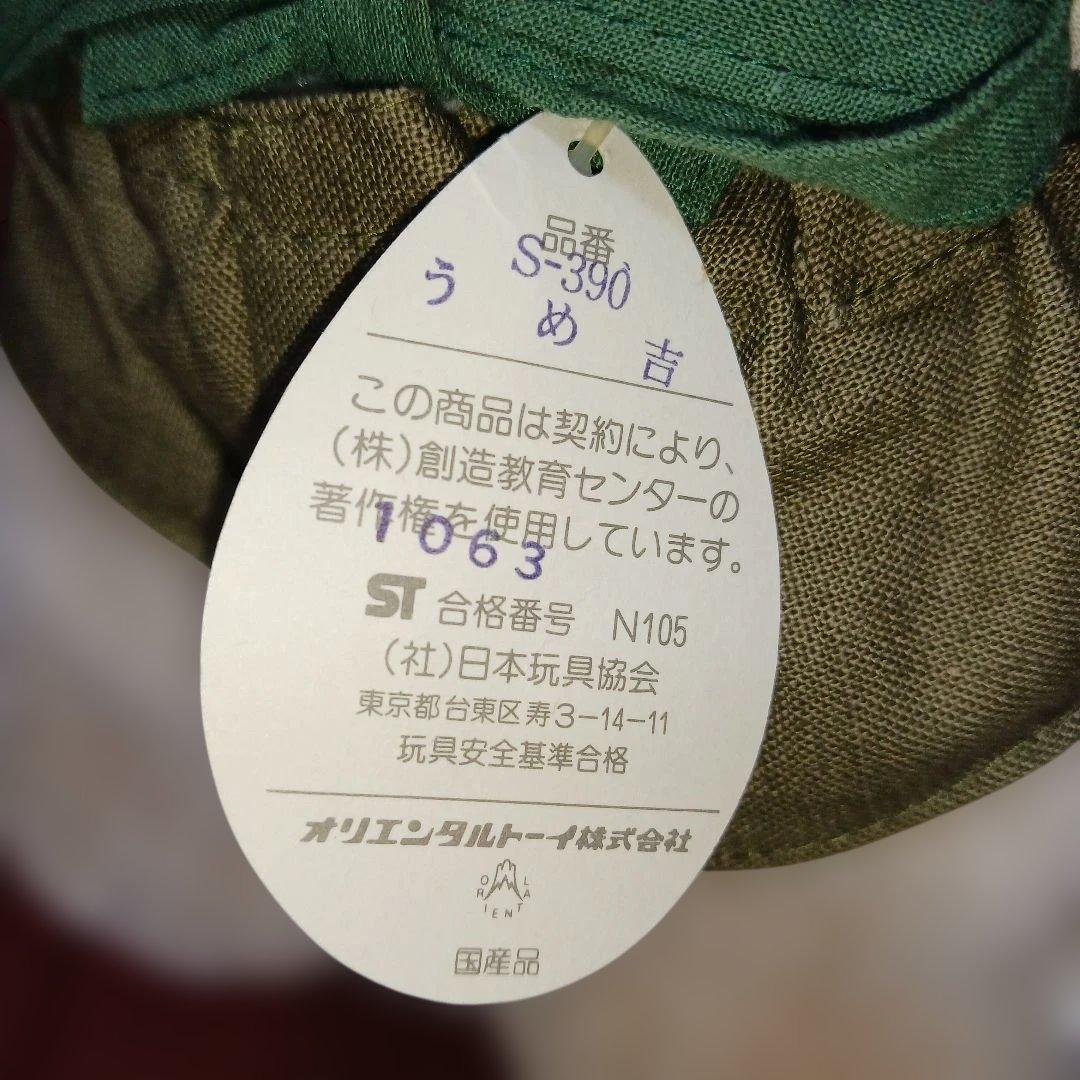 品番
S-390
うめ吉
この商品は契約により、
(株)創造教育センターの
著作権を使用しています。
1063
ST 合格番号 N105
(社)日本玩具協会
東京都台東区寿3-14-11
玩具安全基準合格
オリエンタルトーイ株式会社
ORIENTAL
国産品